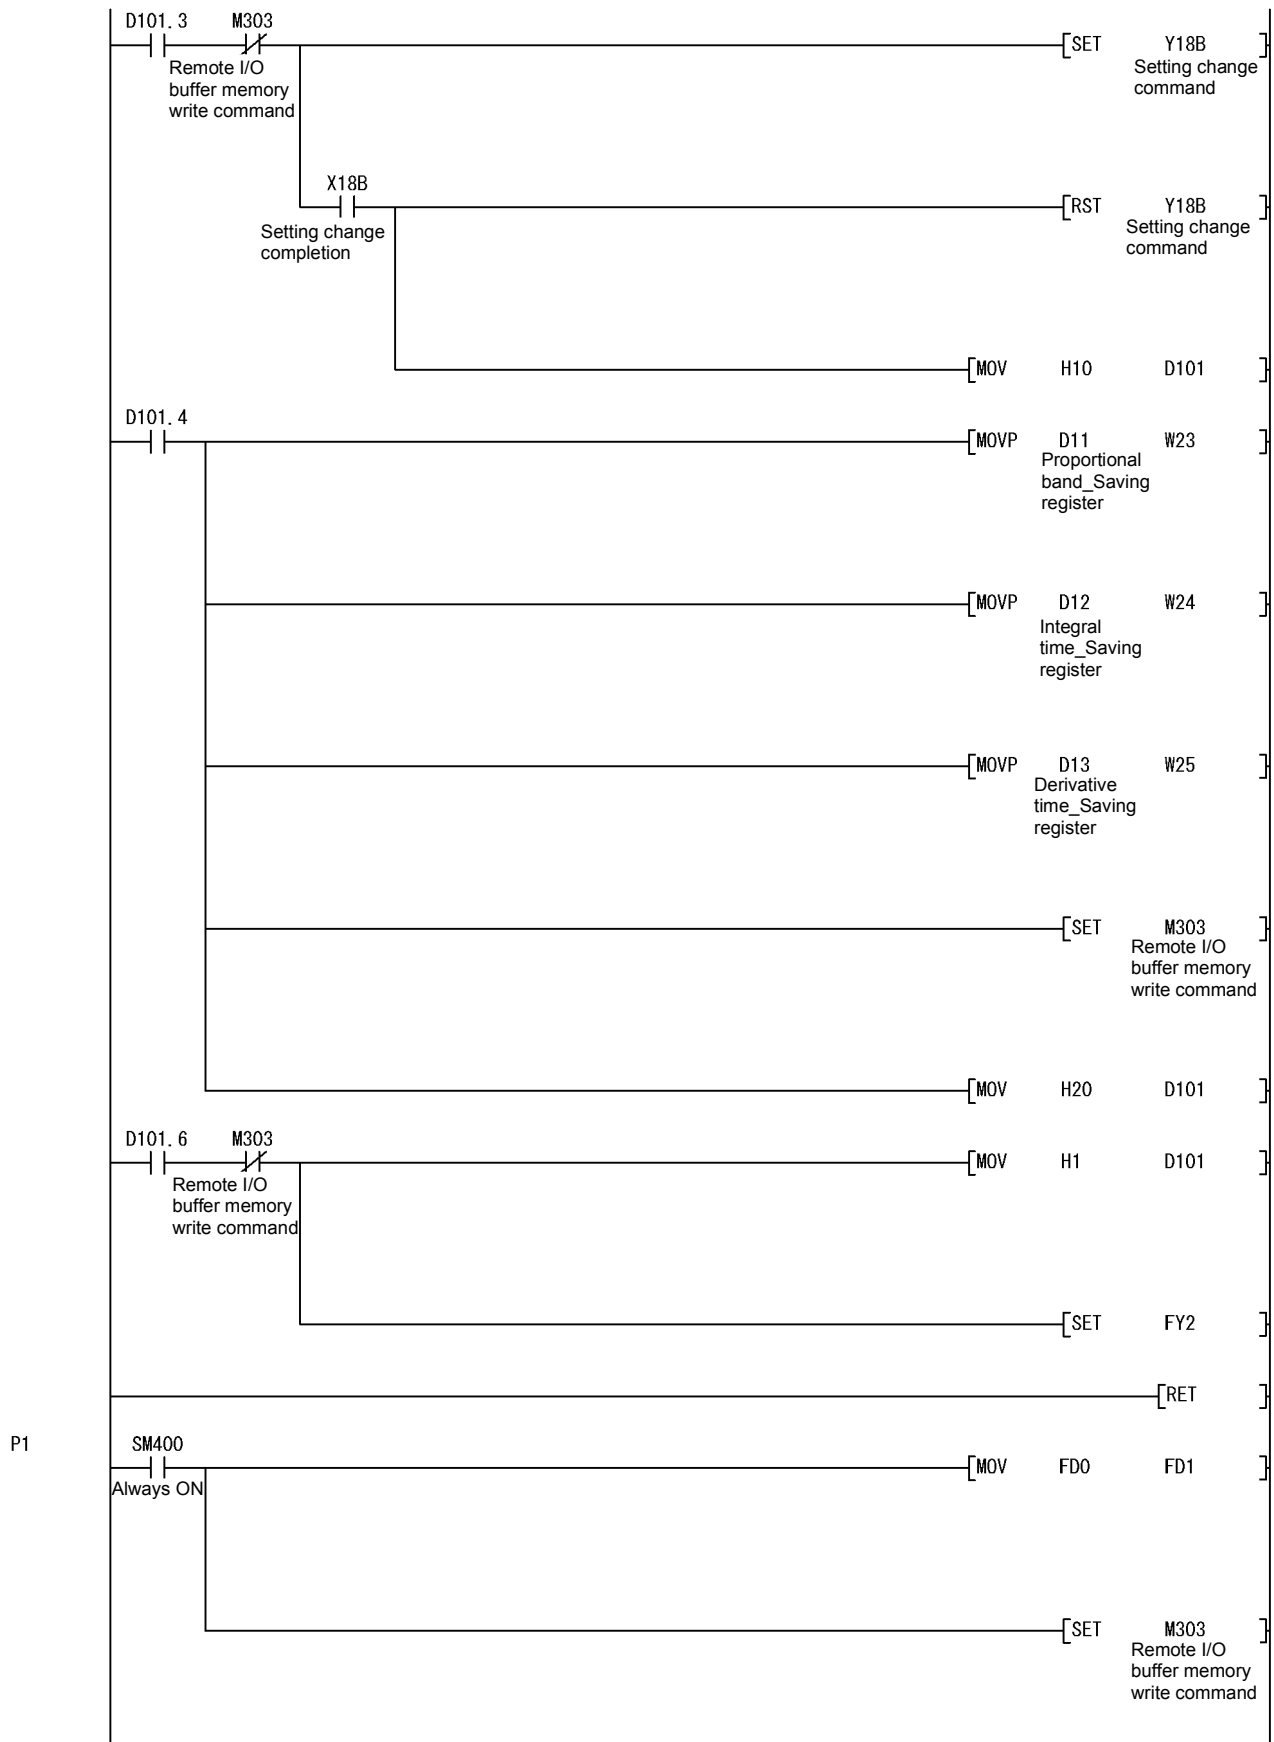 D101.3 M303
[SET Y18B ]
Remote I/O
buffer memory
write command
Setting change
command
X18B
[RST Y18B ]
Setting change
completion
Setting change
command
[MOV H10 D101 ]
D101.4
[MOVP D11 W23 ]
Proportional
band_Saving
register
[MOVP D12 W24 ]
Integral
time_Saving
register
[MOVP D13 W25 ]
Derivative
time_Saving
register
[SET M303 ]
Remote I/O
buffer memory
write command
[MOV H20 D101 ]
D101.6 M303
[MOV H1 D101 ]
Remote I/O
buffer memory
write command
[SET FY2 ]
[RET ]
P1 SM400
[MOV FD0 FD1 ]
Always ON
[SET M303 ]
Remote I/O
buffer memory
write command